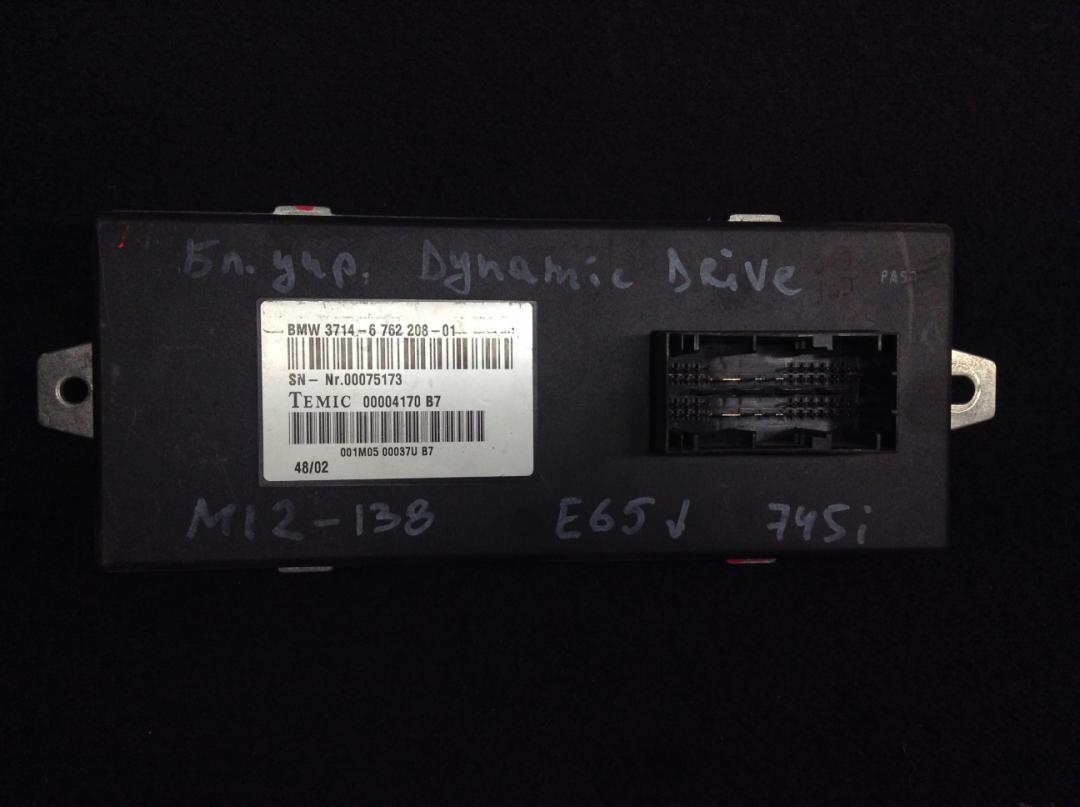 Бл. упр. Dynamic Drive
BMW 3714-6 762 208-01
SN- Nr.00075173
TEMIC 00004170 B7
001M05 00037U B7
48/02
M12-138 E65 745i